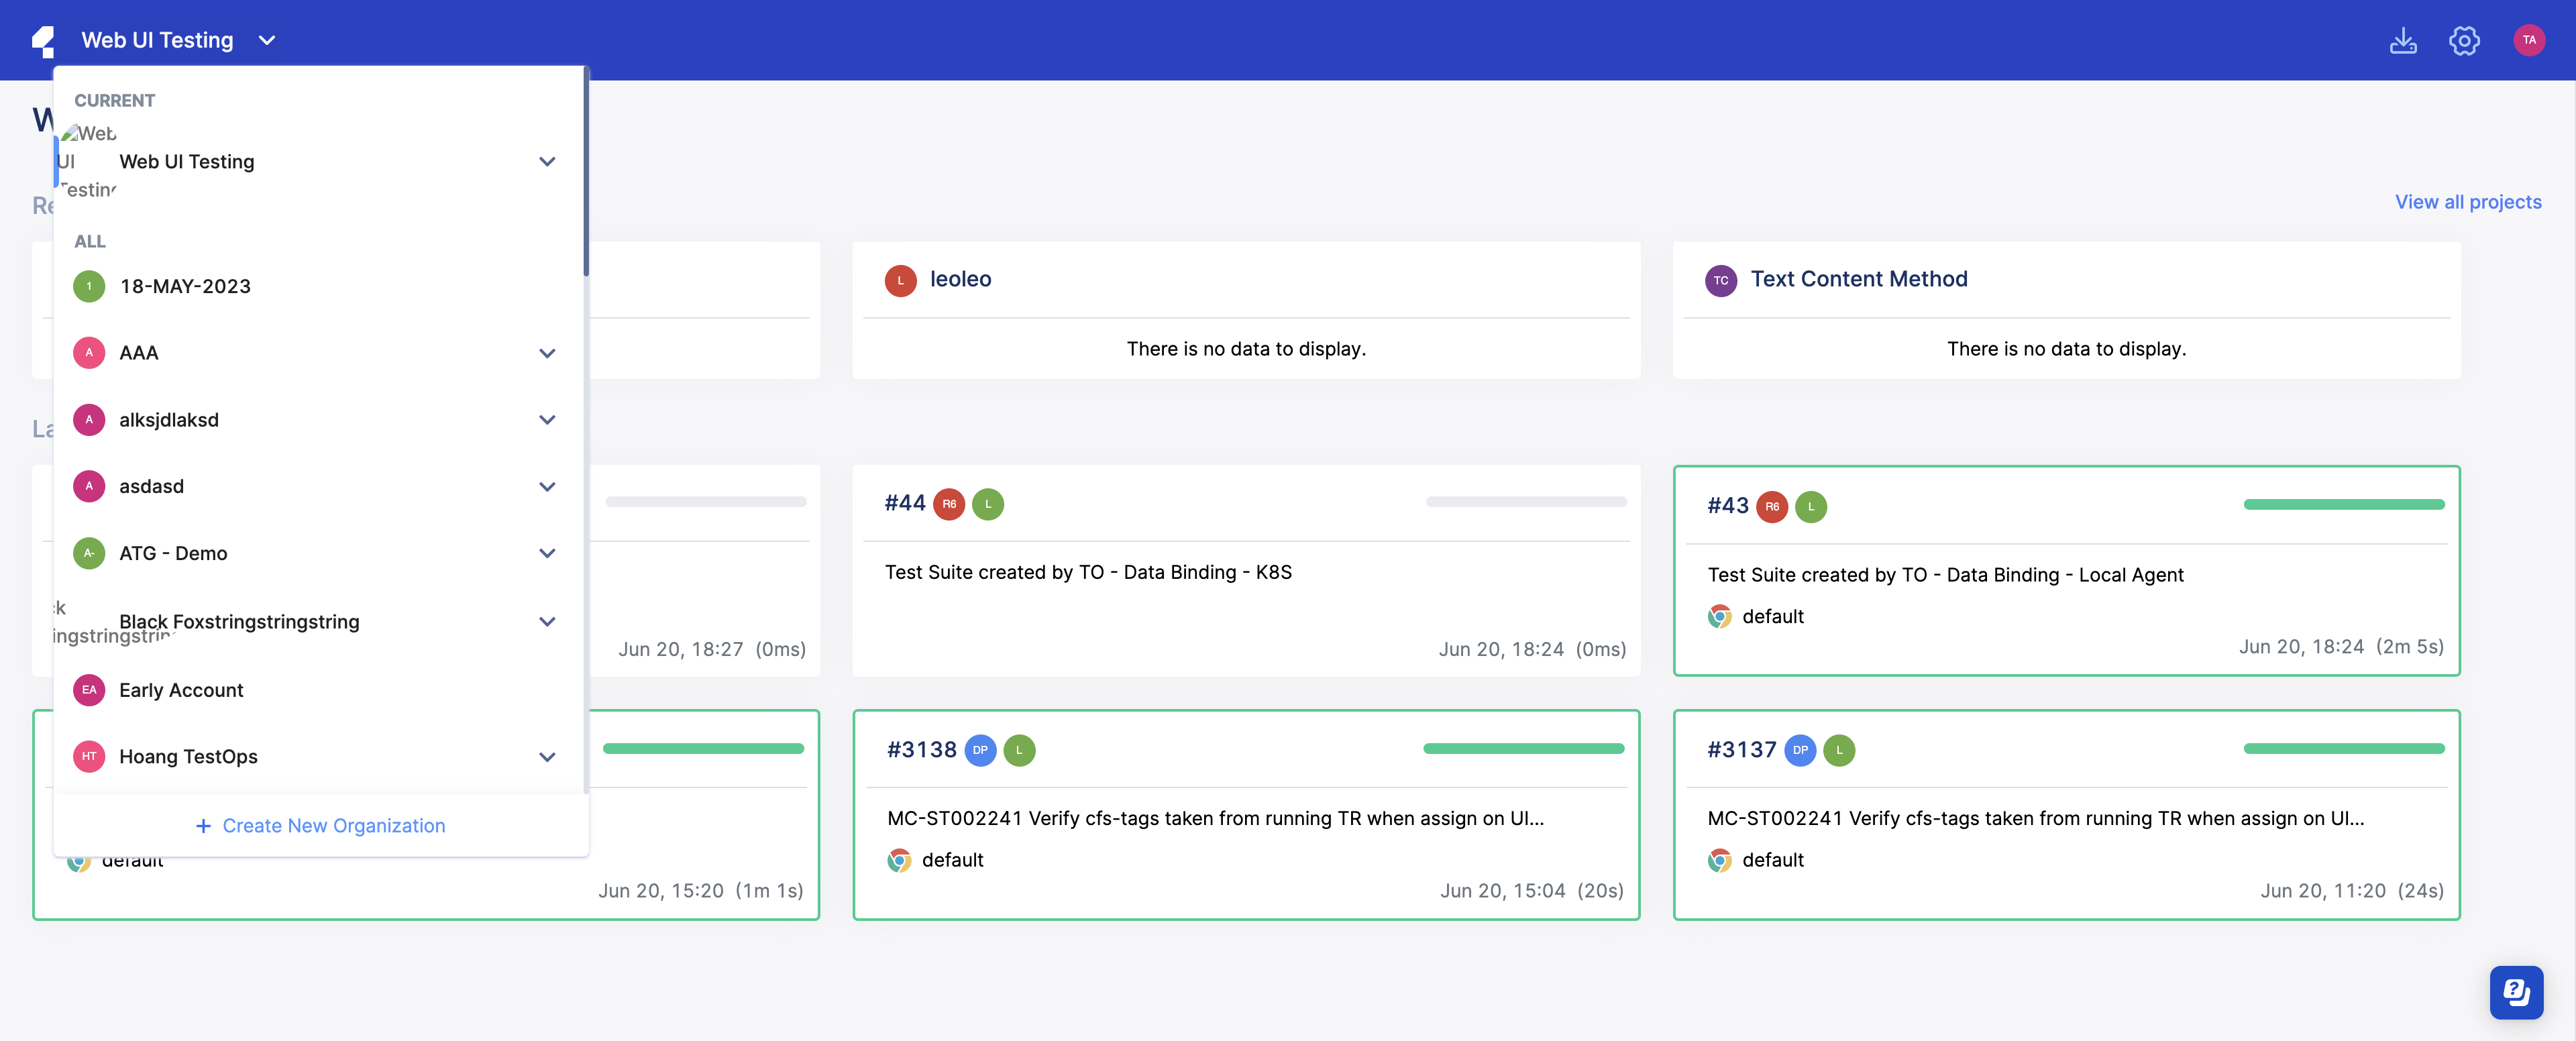 Web UI Testing
TA
CURRENT
Web
UI
Testing
Web UI Testing
View all projects
ALL
1 18-MAY-2023
L leoleo
TC Text Content Method
A AAA
There is no data to display.
There is no data to display.
A alksjdlaksd
A asdasd
#44 R6 L
#43 R6 L
A- ATG - Demo
Test Suite created by TO - Data Binding - K8S
Test Suite created by TO - Data Binding - Local Agent
default
Black Foxstringstringstring
Jun 20, 18:27 (0ms)
Jun 20, 18:24 (0ms)
Jun 20, 18:24 (2m 5s)
EA Early Account
HT Hoang TestOps
#3138 DP L
#3137 DP L
+ Create New Organization
MC-ST002241 Verify cfs-tags taken from running TR when assign on UI...
MC-ST002241 Verify cfs-tags taken from running TR when assign on UI...
default
default
default
Jun 20, 15:20 (1m 1s)
Jun 20, 15:04 (20s)
Jun 20, 11:20 (24s)